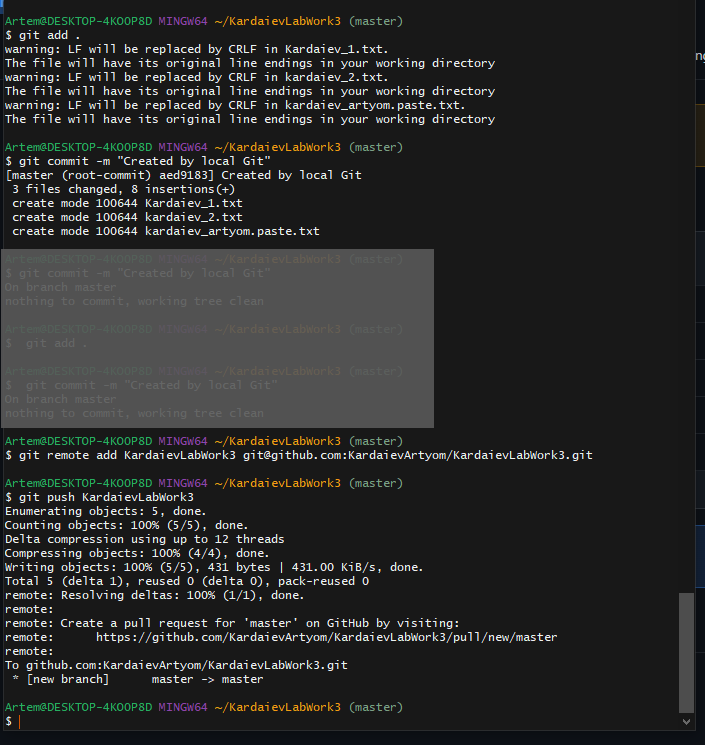 Artem@DESKTOP-4KOOP8D MINGW64 ~/KardaievLabWork3 (master)
$ git add .
warning: LF will be replaced by CRLF in Kardaiev_1.txt.
The file will have its original line endings in your working directory
warning: LF will be replaced by CRLF in kardaiev_2.txt.
The file will have its original line endings in your working directory
warning: LF will be replaced by CRLF in kardaiev_artyom.paste.txt.
The file will have its original line endings in your working directory
Artem@DESKTOP-4KOOP8D MINGW64 ~/KardaievLabWork3 (master)
$ git commit -m "Created by local Git"
[master (root-commit) aed9183] Created by local Git
3 files changed, 8 insertions(+)
create mode 100644 Kardaiev_1.txt
create mode 100644 kardaiev_2.txt
create mode 100644 kardaiev_artyom.paste.txt
Artem@DESKTOP-4KOOP8D MINGW64 ~/KardaievLabWork3 (master)
$ git commit -m "Created by local Git"
On branch master
nothing to commit, working tree clean
Artem@DESKTOP-4KOOP8D MINGW64 ~/KardaievLabWork3 (master)
$  git add .
Artem@DESKTOP-4KOOP8D MINGW64 ~/KardaievLabWork3 (master)
$  git commit -m "Created by local Git"
On branch master
nothing to commit, working tree clean
Artem@DESKTOP-4KOOP8D MINGW64 ~/KardaievLabWork3 (master)
$ git remote add KardaievLabWork3 git@github.com:KardaievArtyom/KardaievLabWork3.git
Artem@DESKTOP-4KOOP8D MINGW64 ~/KardaievLabWork3 (master)
$ git push KardaievLabWork3
Enumerating objects: 5, done.
Counting objects: 100% (5/5), done.
Delta compression using up to 12 threads
Compressing objects: 100% (4/4), done.
Writing objects: 100% (5/5), 431 bytes | 431.00 KiB/s, done.
Total 5 (delta 1), reused 0 (delta 0), pack-reused 0
remote: Resolving deltas: 100% (1/1), done.
remote:
remote: Create a pull request for 'master' on GitHub by visiting:
remote:      https://github.com/KardaievArtyom/KardaievLabWork3/pull/new/master
remote:
To github.com:KardaievArtyom/KardaievLabWork3.git
* [new branch]      master -> master
Artem@DESKTOP-4KOOP8D MINGW64 ~/KardaievLabWork3 (master)
$